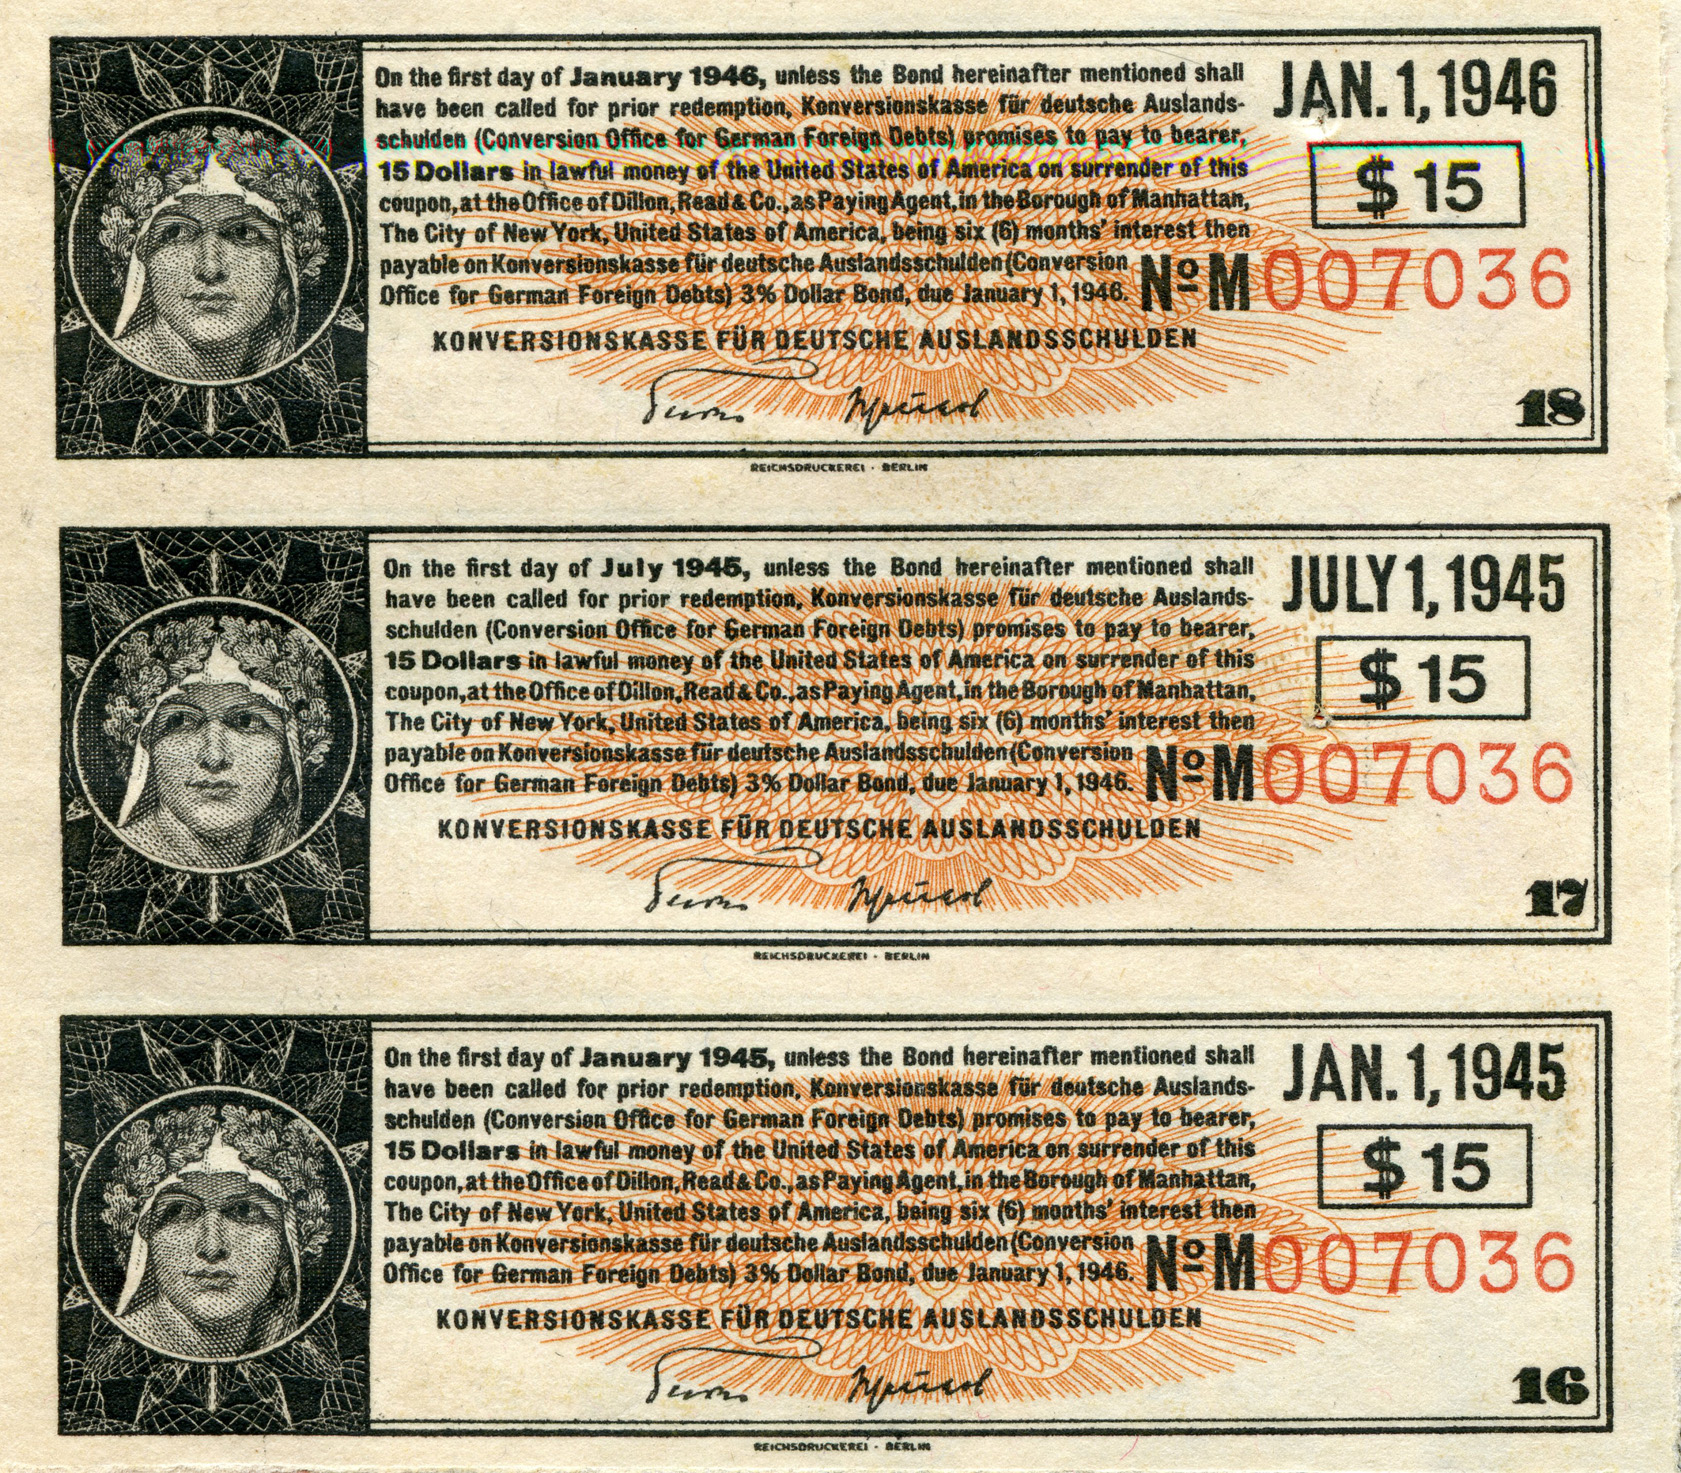 On the first day of January 1946, unless the Bond hereinafter mentioned shall
have been called for prior redemption, Konversionskasse für deutsche Auslands-
schulden (Conversion Office for German Foreign Debts) promises to pay to bearer,
15 Dollars in lawful money of the United States of America on surrender of this
coupon, at the Office of Dillon, Read & Co., as Paying Agent, in the Borough of Manhattan,
The City of New York, United States of America, being six (6) months' interest then
payable on Konversionskasse für deutsche Auslandsschulden (Conversion
Office for German Foreign Debts) 3% Dollar Bond, due January 1, 1946.
KONVERSIONSKASSE FÜR DEUTSCHE AUSLANDSSCHULDEN
JAN. 1, 1946
$ 15
No M 007036
18
REICHSDRUCKEREI · BERLIN
On the first day of July 1945, unless the Bond hereinafter mentioned shall
have been called for prior redemption, Konversionskasse für deutsche Auslands-
schulden (Conversion Office for German Foreign Debts) promises to pay to bearer,
15 Dollars in lawful money of the United States of America on surrender of this
coupon, at the Office of Dillon, Read & Co., as Paying Agent, in the Borough of Manhattan,
The City of New York, United States of America, being six (6) months' interest then
payable on Konversionskasse für deutsche Auslandsschulden (Conversion
Office for German Foreign Debts) 3% Dollar Bond, due January 1, 1946.
KONVERSIONSKASSE FÜR DEUTSCHE AUSLANDSSCHULDEN
JULY 1, 1945
$ 15
No M 007036
17
REICHSDRUCKEREI · BERLIN
On the first day of January 1945, unless the Bond hereinafter mentioned shall
have been called for prior redemption, Konversionskasse für deutsche Auslands-
schulden (Conversion Office for German Foreign Debts) promises to pay to bearer,
15 Dollars in lawful money of the United States of America on surrender of this
coupon, at the Office of Dillon, Read & Co., as Paying Agent, in the Borough of Manhattan,
The City of New York, United States of America, being six (6) months' interest then
payable on Konversionskasse für deutsche Auslandsschulden (Conversion
Office for German Foreign Debts) 3% Dollar Bond, due January 1, 1946.
KONVERSIONSKASSE FÜR DEUTSCHE AUSLANDSSCHULDEN
JAN. 1, 1945
$ 15
No M 007036
16
REICHSDRUCKEREI · BERLIN